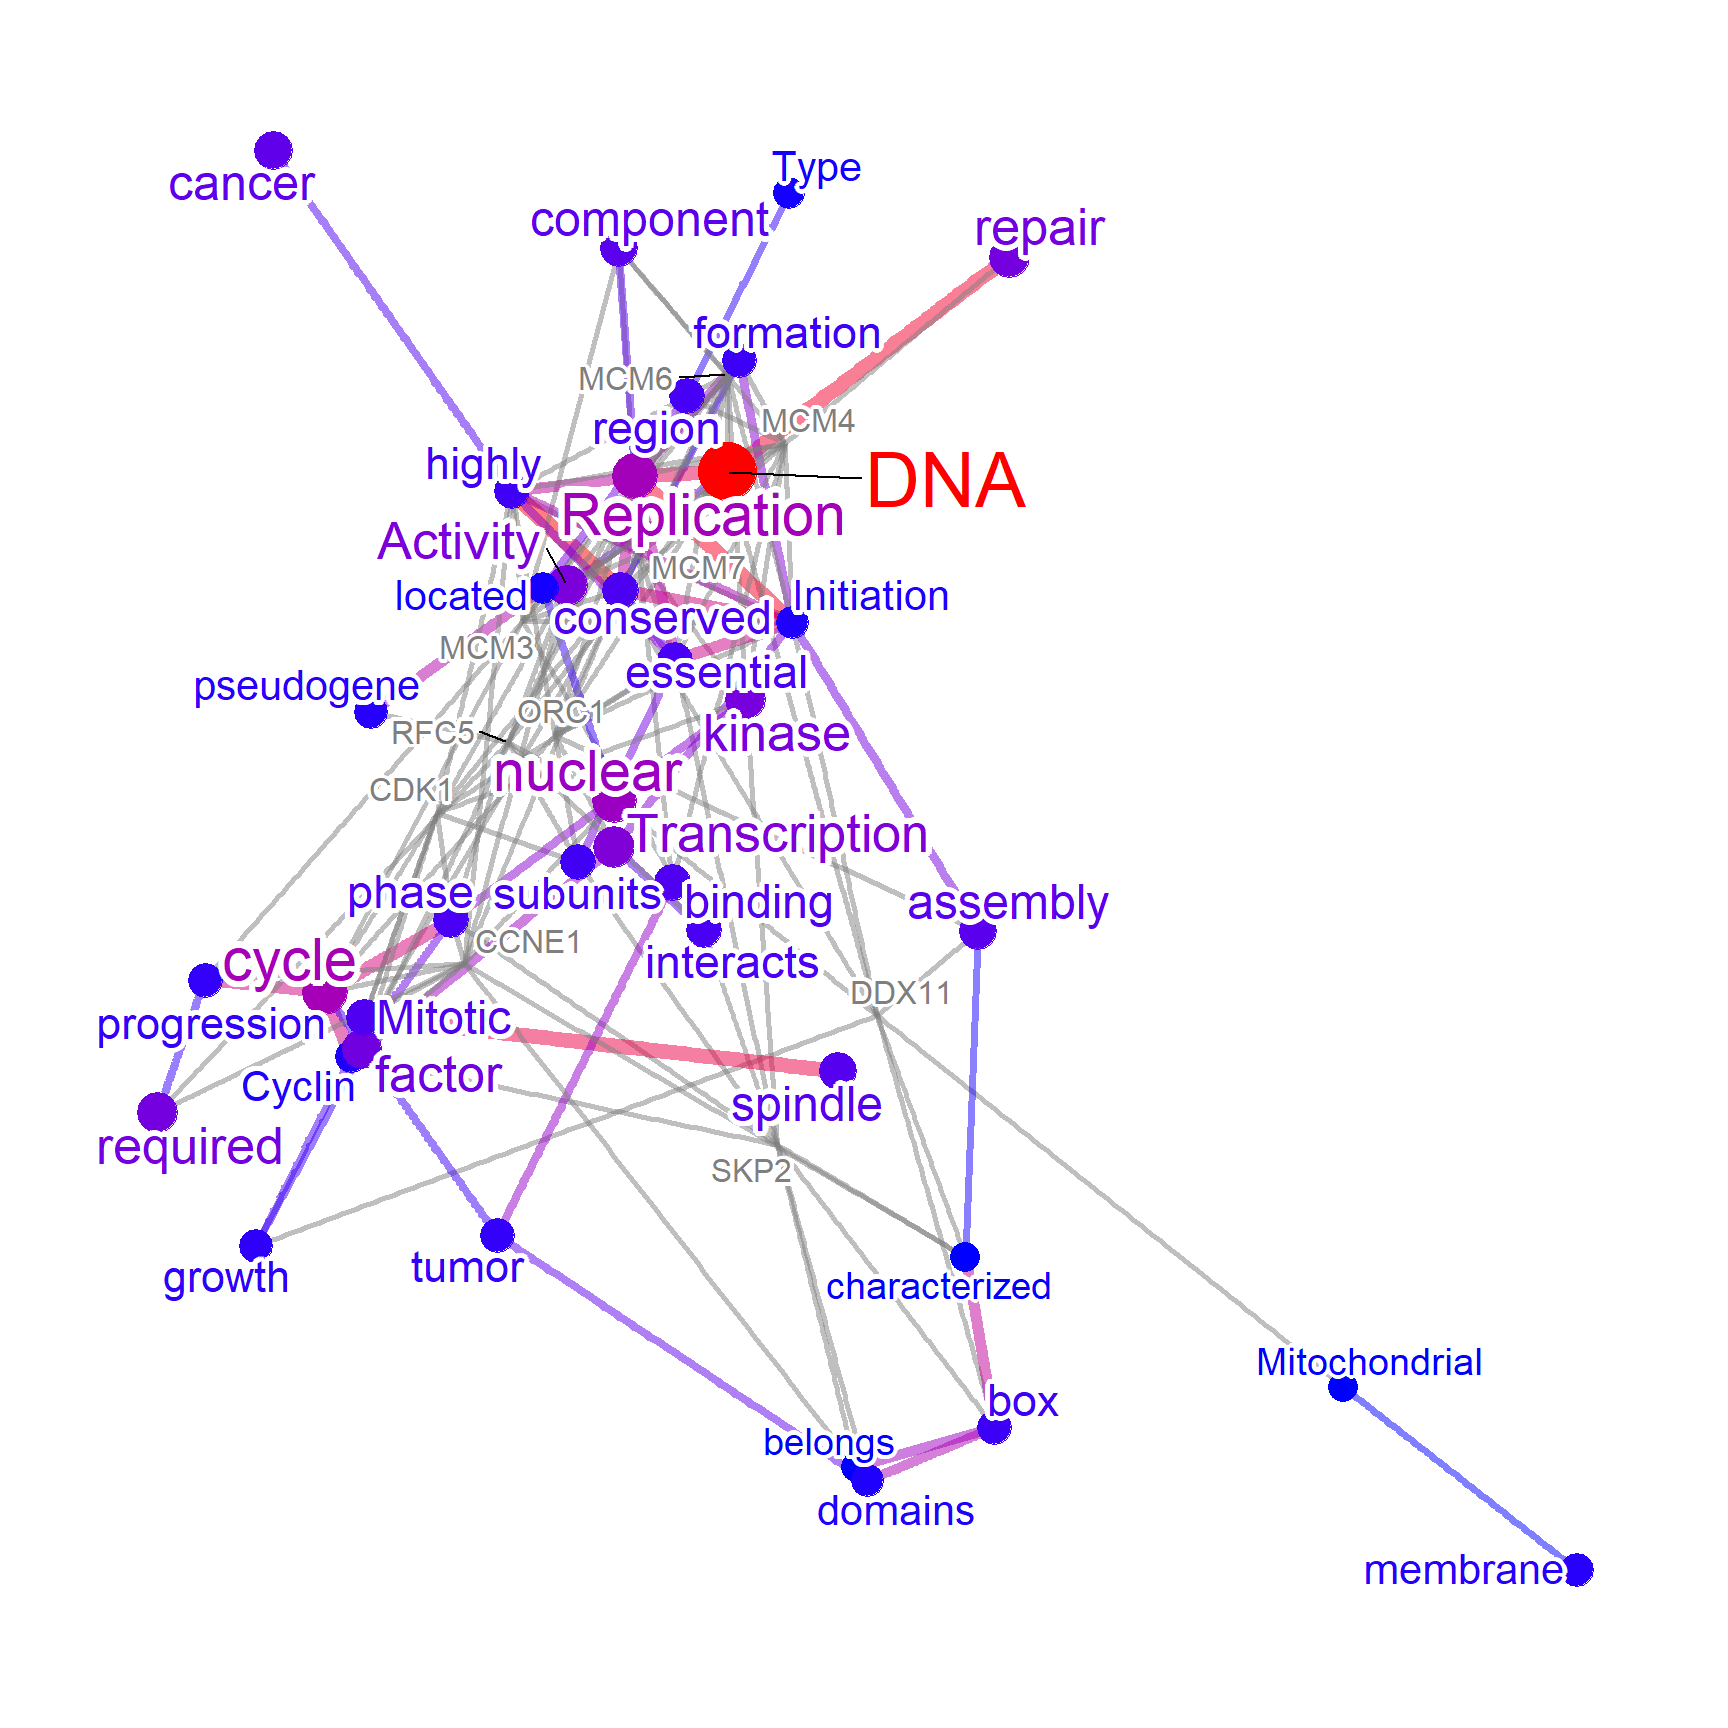 Type
cancer
component
repair
formation
MCM6
MCM4
region
highly
DNA
Replication
Activity
MCM7
located
Initiation
conserved
MCM3
essential
pseudogene
ORC1
RFC5
kinase
nuclear
CDK1
Transcription
phase
subunits
binding
assembly
CCNE1
cycle
interacts
DDX11
progression
Mitotic
factor
Cyclin
spindle
required
SKP2
tumor
growth
characterized
Mitochondrial
box
belongs
domains
membrane